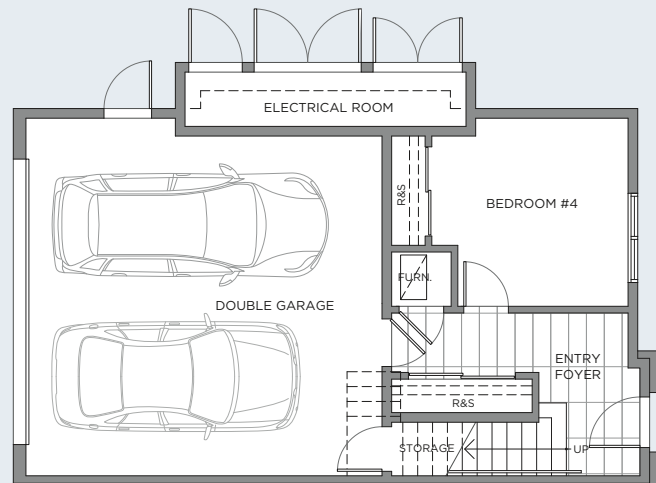 ELECTRICAL ROOM
R&S
BEDROOM #4
FURN.
DOUBLE GARAGE
ENTRY
FOYER
R&S
STORAGE
UP